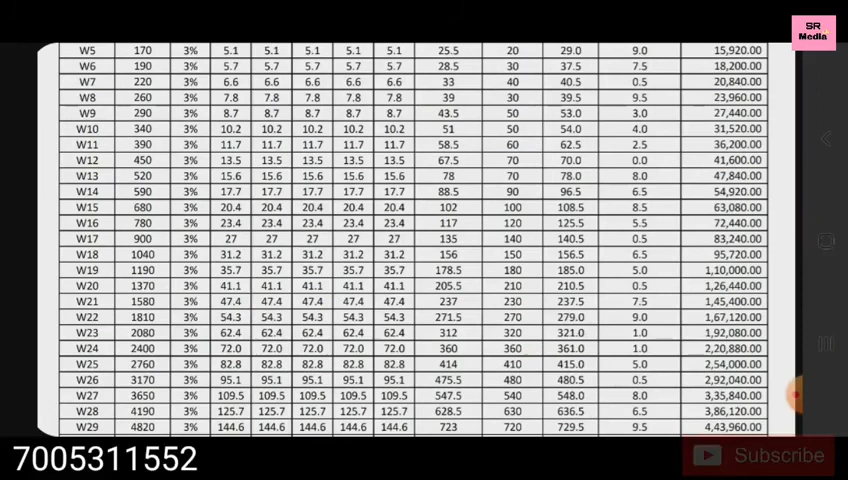 SR
Media
W5 170 3% 5.1 5.1 5.1 5.1 5.1 25.5 20 29.0 9.0 15,920.00
W6 190 3% 5.7 5.7 5.7 5.7 5.7 28.5 30 37.5 7.5 18,200.00
W7 220 3% 6.6 6.6 6.6 6.6 6.6 33 40 40.5 0.5 20,840.00
W8 260 3% 7.8 7.8 7.8 7.8 7.8 39 30 39.5 9.5 23,960.00
W9 290 3% 8.7 8.7 8.7 8.7 8.7 43.5 50 53.0 3.0 27,440.00
W10 340 3% 10.2 10.2 10.2 10.2 10.2 51 50 54.0 4.0 31,520.00
W11 390 3% 11.7 11.7 11.7 11.7 11.7 58.5 60 62.5 2.5 36,200.00
W12 450 3% 13.5 13.5 13.5 13.5 13.5 67.5 70 70.0 0.0 41,600.00
W13 520 3% 15.6 15.6 15.6 15.6 15.6 78 70 78.0 8.0 47,840.00
W14 590 3% 17.7 17.7 17.7 17.7 17.7 88.5 90 96.5 6.5 54,920.00
W15 680 3% 20.4 20.4 20.4 20.4 20.4 102 100 108.5 8.5 63,080.00
W16 780 3% 23.4 23.4 23.4 23.4 23.4 117 120 125.5 5.5 72,440.00
W17 900 3% 27 27 27 27 27 135 140 140.5 0.5 83,240.00
W18 1040 3% 31.2 31.2 31.2 31.2 31.2 156 150 156.5 6.5 95,720.00
W19 1190 3% 35.7 35.7 35.7 35.7 35.7 178.5 180 185.0 5.0 1,10,000.00
W20 1370 3% 41.1 41.1 41.1 41.1 41.1 205.5 210 210.5 0.5 1,26,440.00
W21 1580 3% 47.4 47.4 47.4 47.4 47.4 237 230 237.5 7.5 1,45,400.00
W22 1810 3% 54.3 54.3 54.3 54.3 54.3 271.5 270 279.0 9.0 1,67,120.00
W23 2080 3% 62.4 62.4 62.4 62.4 62.4 312 320 321.0 1.0 1,92,080.00
W24 2400 3% 72.0 72.0 72.0 72.0 72.0 360 360 361.0 1.0 2,20,880.00
W25 2760 3% 82.8 82.8 82.8 82.8 82.8 414 410 415.0 5.0 2,54,000.00
W26 3170 3% 95.1 95.1 95.1 95.1 95.1 475.5 480 480.5 0.5 2,92,040.00
W27 3650 3% 109.5 109.5 109.5 109.5 109.5 547.5 540 548.0 8.0 3,35,840.00
W28 4190 3% 125.7 125.7 125.7 125.7 125.7 628.5 630 636.5 6.5 3,86,120.00
W29 4820 3% 144.6 144.6 144.6 144.6 144.6 723 720 729.5 9.5 4,43,960.00
7005311552
Subscribe